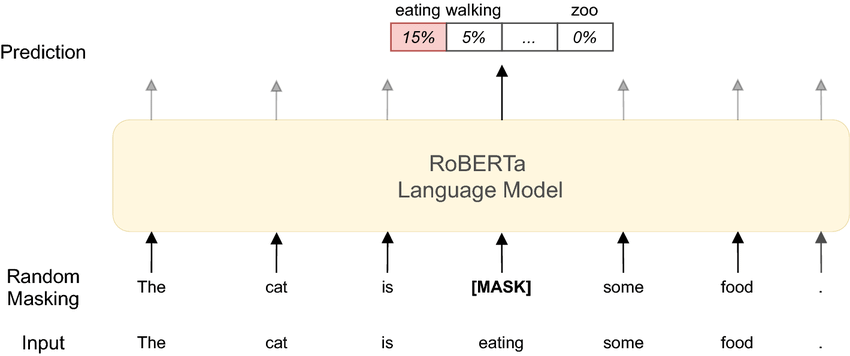 eating walking zoo
Prediction 15% 5% ... 0%
RoBERTa
Language Model
Random
Masking The cat is [MASK] some food .
Input The cat is eating some food .